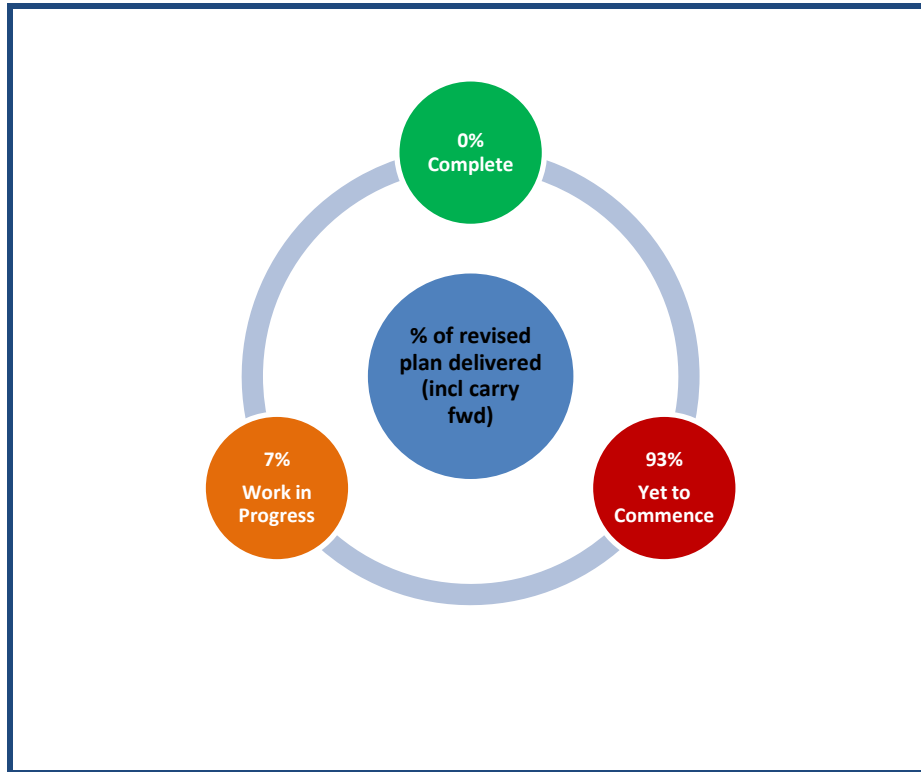 0%
Complete
% of revised
plan delivered
(incl carry
fwd)
7%
Work in
Progress
93%
Yet to
Commence